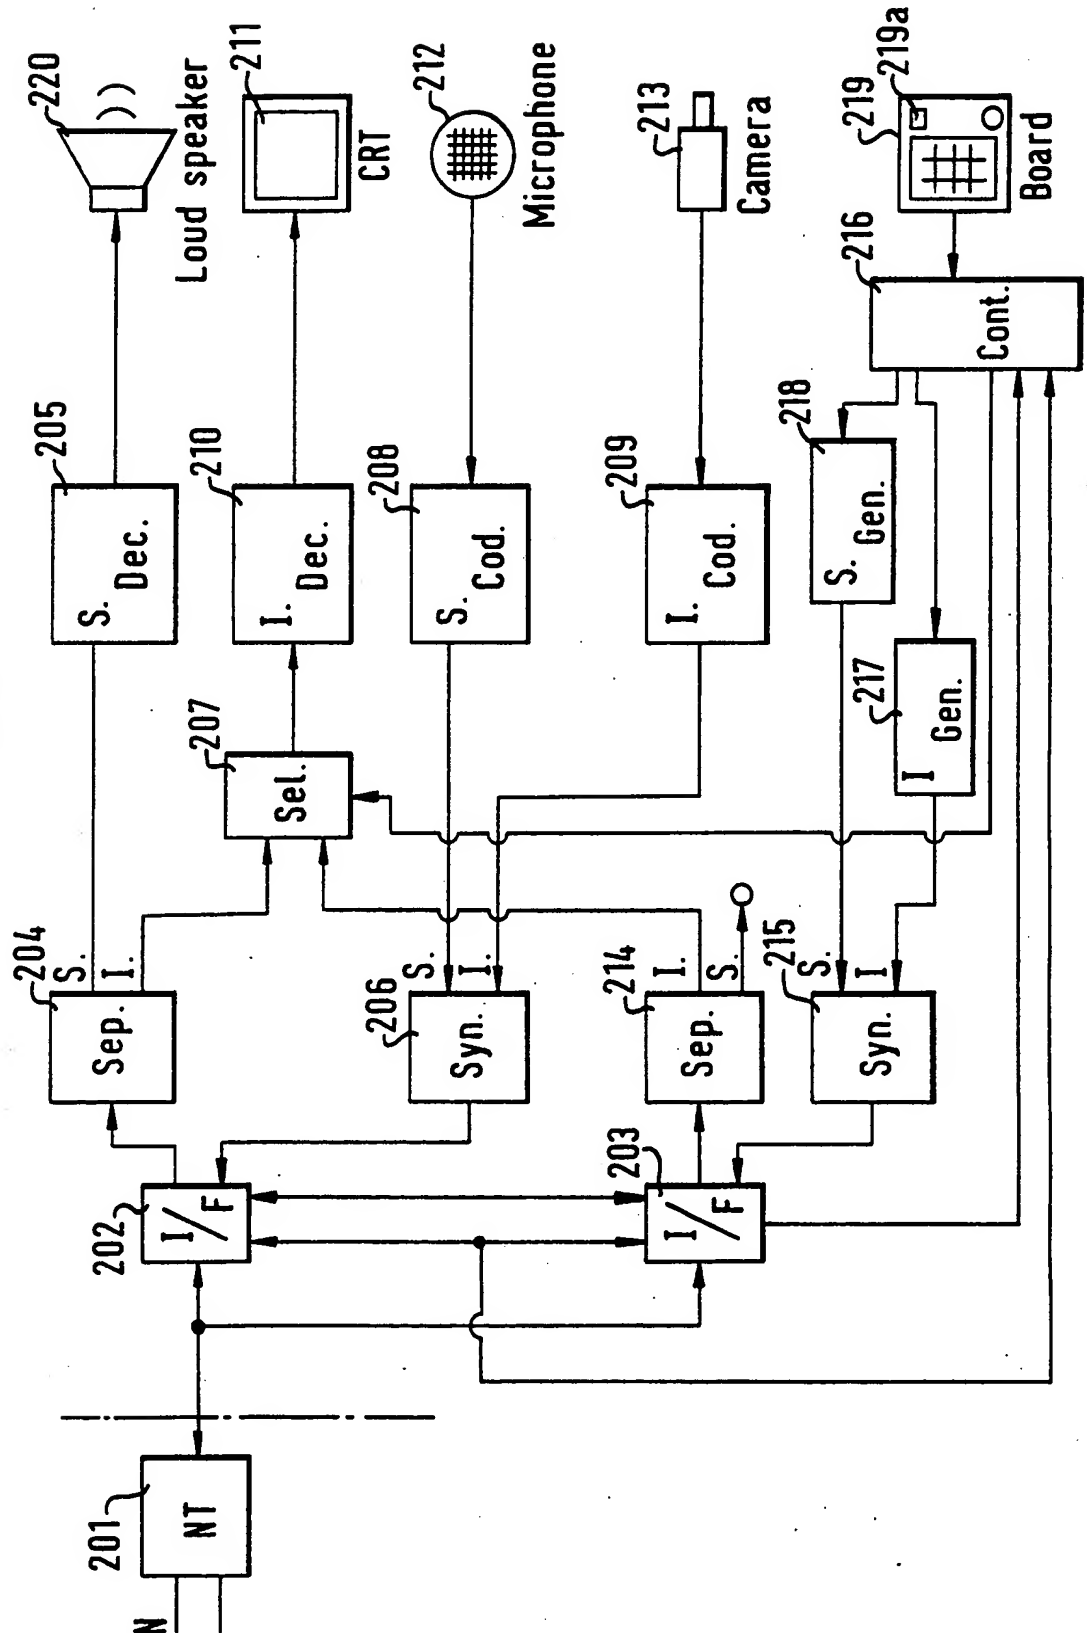 220
Loud speaker
211
CRT
212
Microphone
213
Camera
219
219a
Board
205
S. Dec.
210
I. Dec.
208
S. Cod.
209
I. Cod.
218
S. Gen.
217
I Gen.
216
Cont.
207
Sel.
204
Sep.
S.
I.
206
Syn.
S.
I.
214
Sep.
I.
S.
215
Syn.
S.
I
202
I/F
203
I/F
201
NT
N